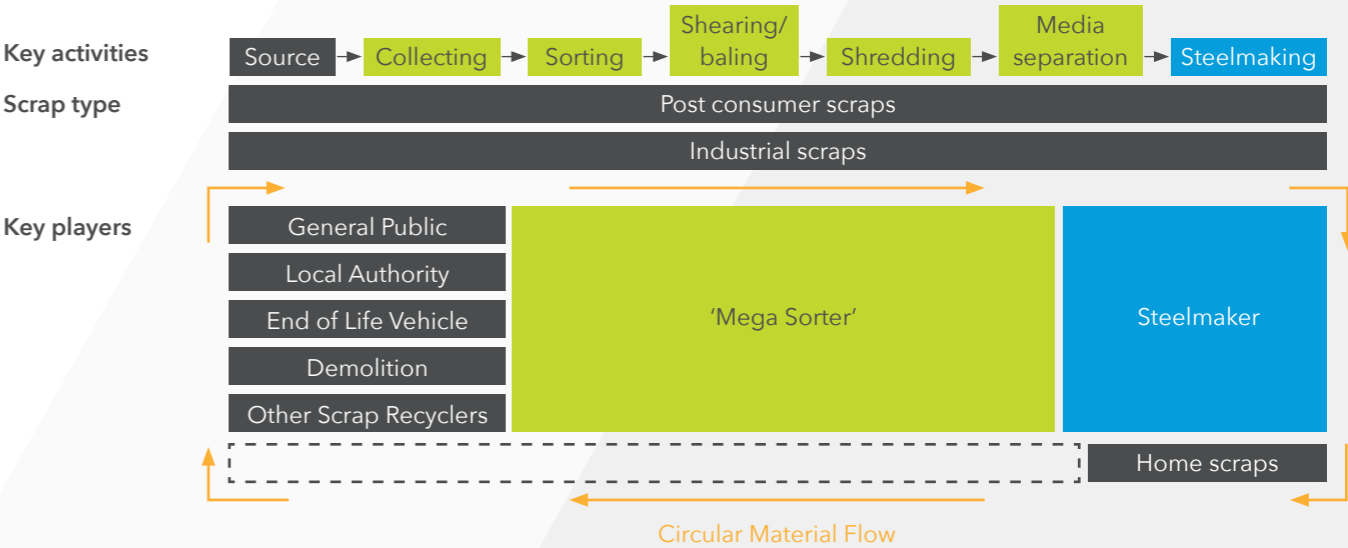 Key activities
Source
Collecting
Sorting
Shearing/
baling
Shredding
Media
separation
Steelmaking
Scrap type
Post consumer scraps
Industrial scraps
Key players
General Public
Local Authority
End of Life Vehicle
Demolition
Other Scrap Recyclers
‘Mega Sorter’
Steelmaker
Home scraps
Circular Material Flow